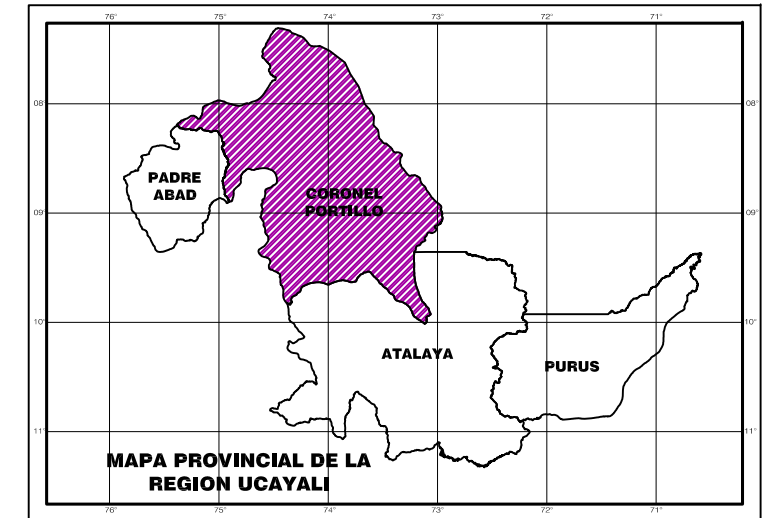 76° 75° 74° 73° 72° 71°
08° 08°
PADRE
ABAD
CORONEL
PORTILLO
09° 09°
10° 10°
ATALAYA
PURUS
11° 11°
MAPA PROVINCIAL DE LA
REGION UCAYALI
76° 75° 74° 73° 72° 71°